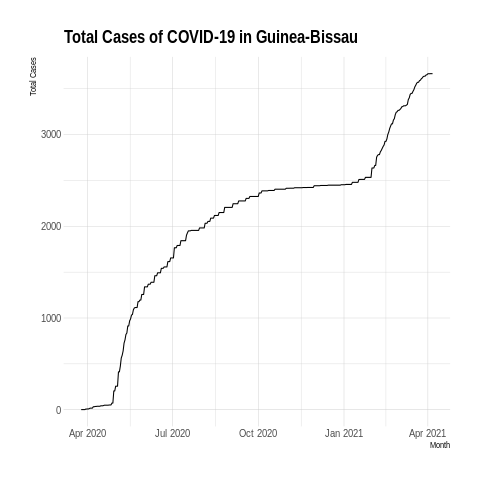 Total Cases of COVID-19 in Guinea-Bissau
Total Cases
3000
2000
1000
0
Apr 2020 Jul 2020 Oct 2020 Jan 2021 Apr 2021
Month